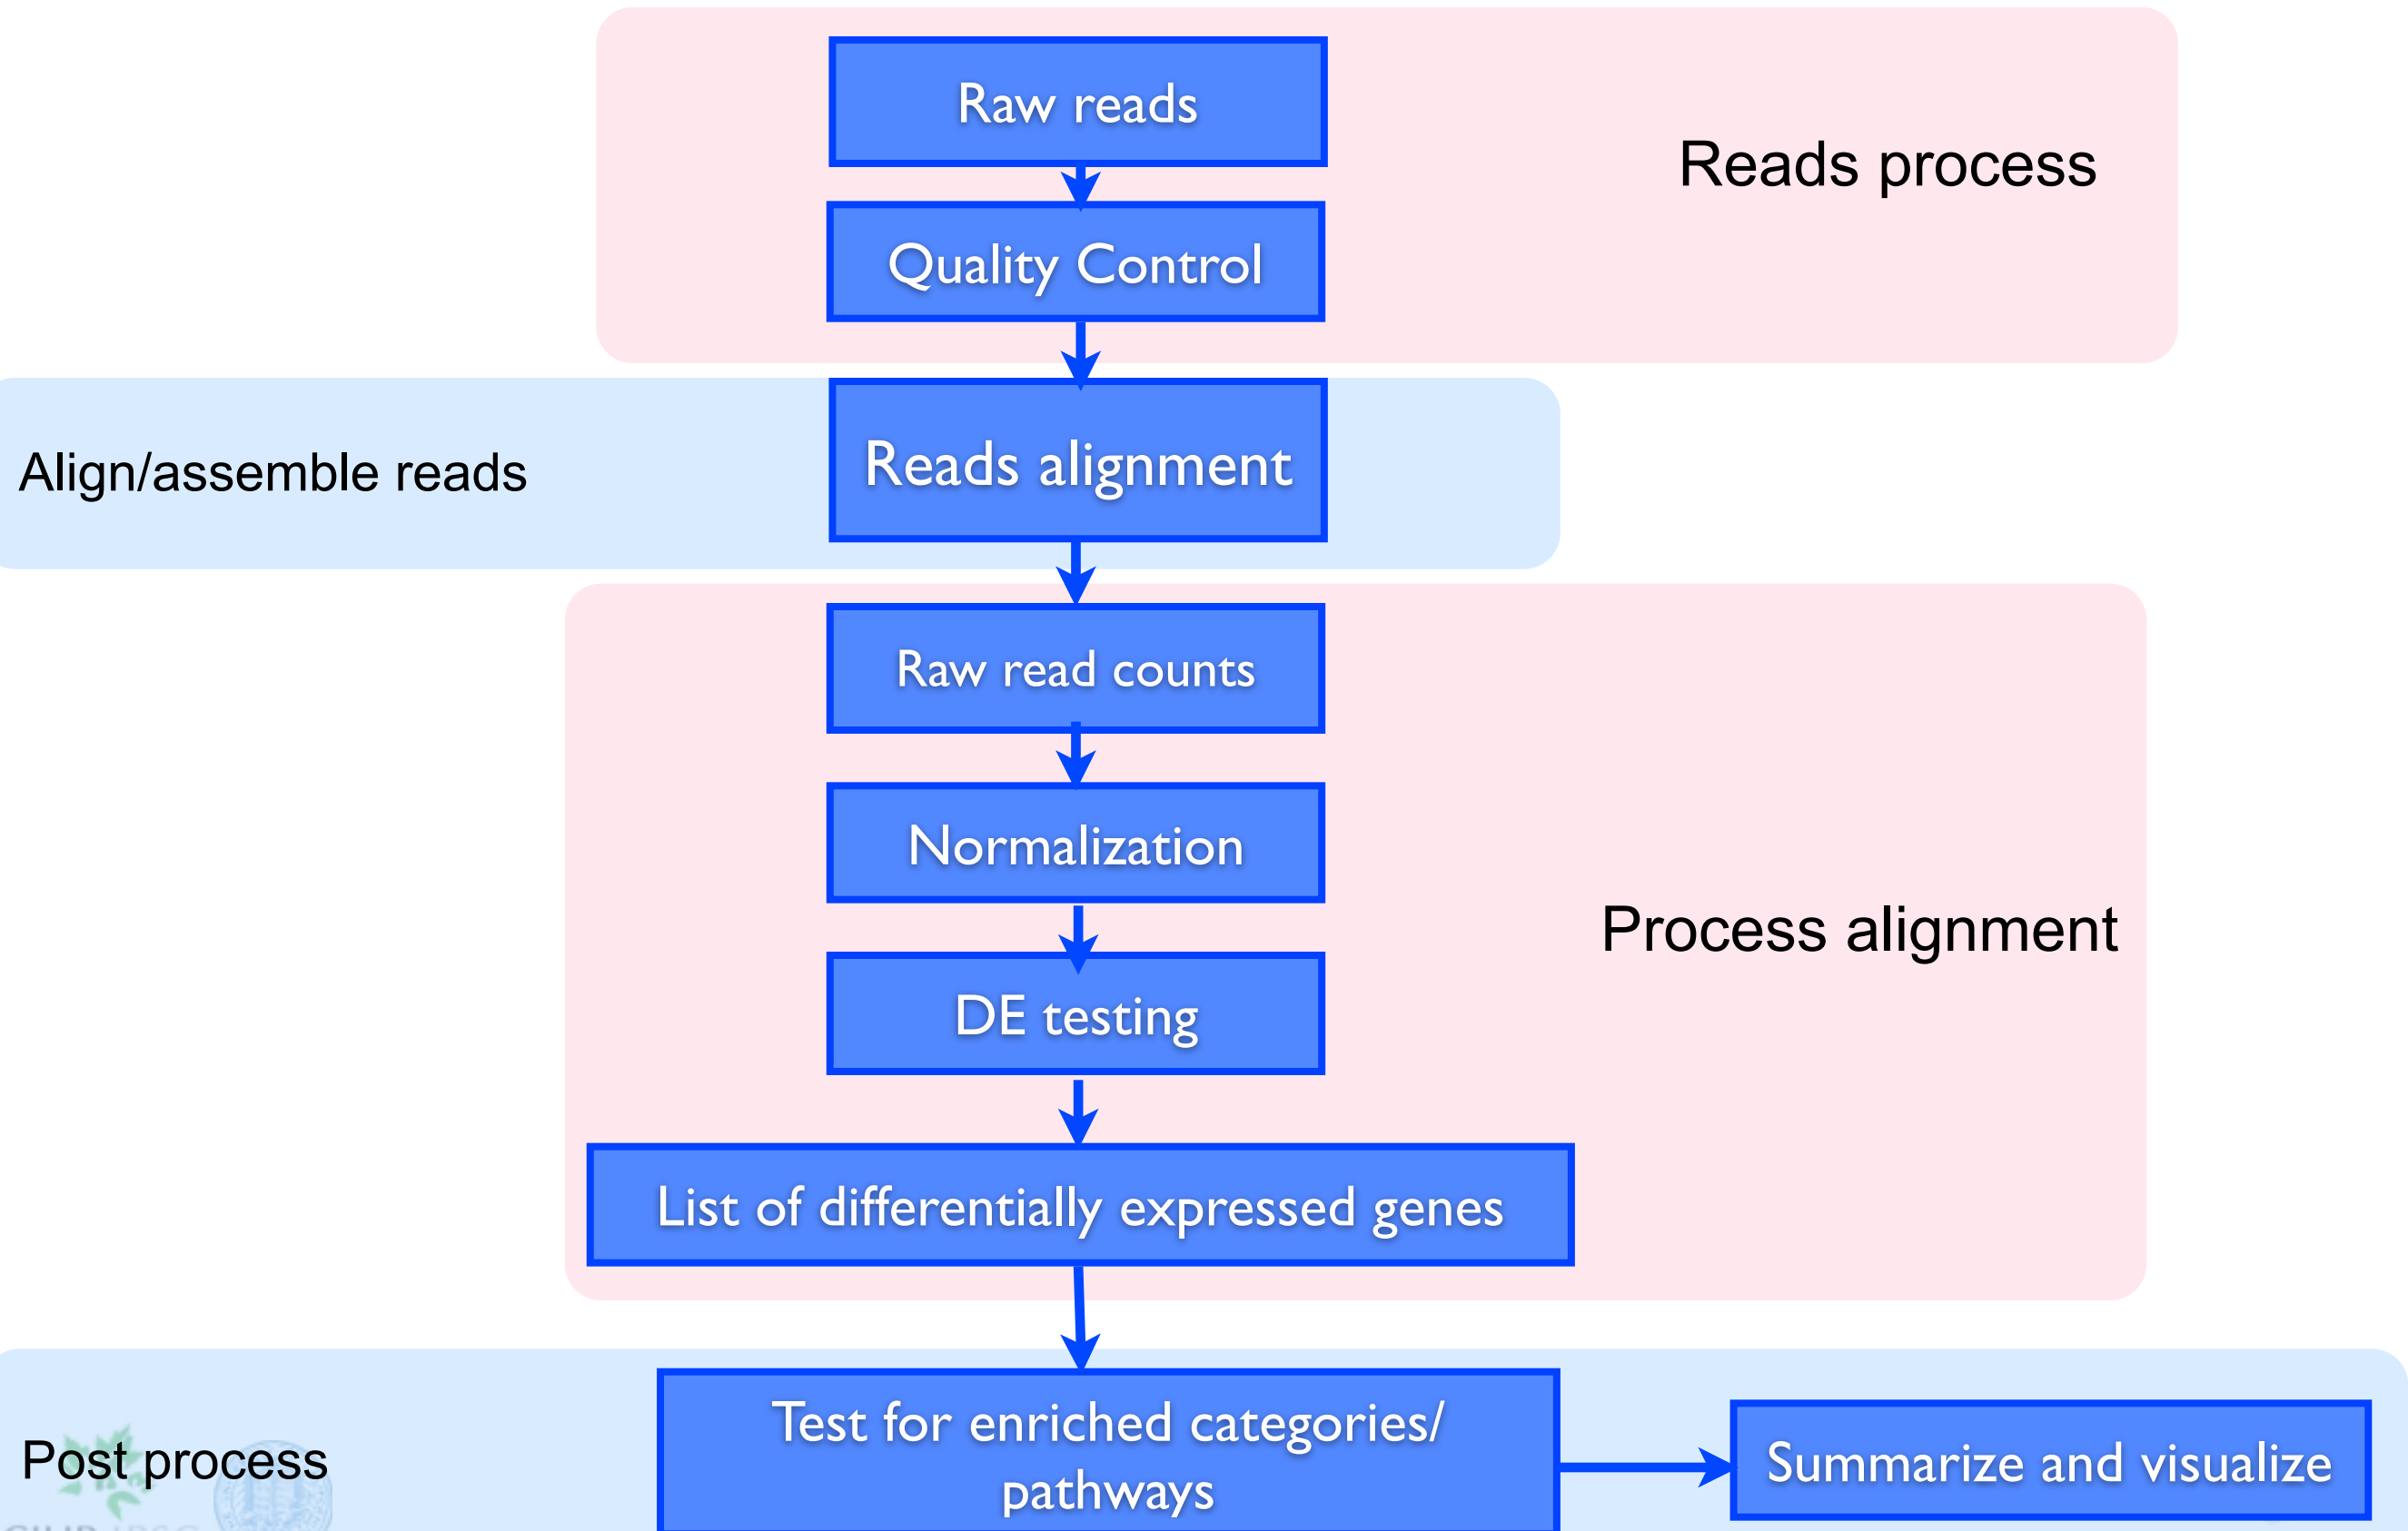 Raw reads
Reads process
Quality Control
Align/assemble reads
Reads alignment
Raw read counts
Normalization
Process alignment
DE testing
List of differentially expressed genes
Test for enriched categories/
pathways
Post process
Summarize and visualize